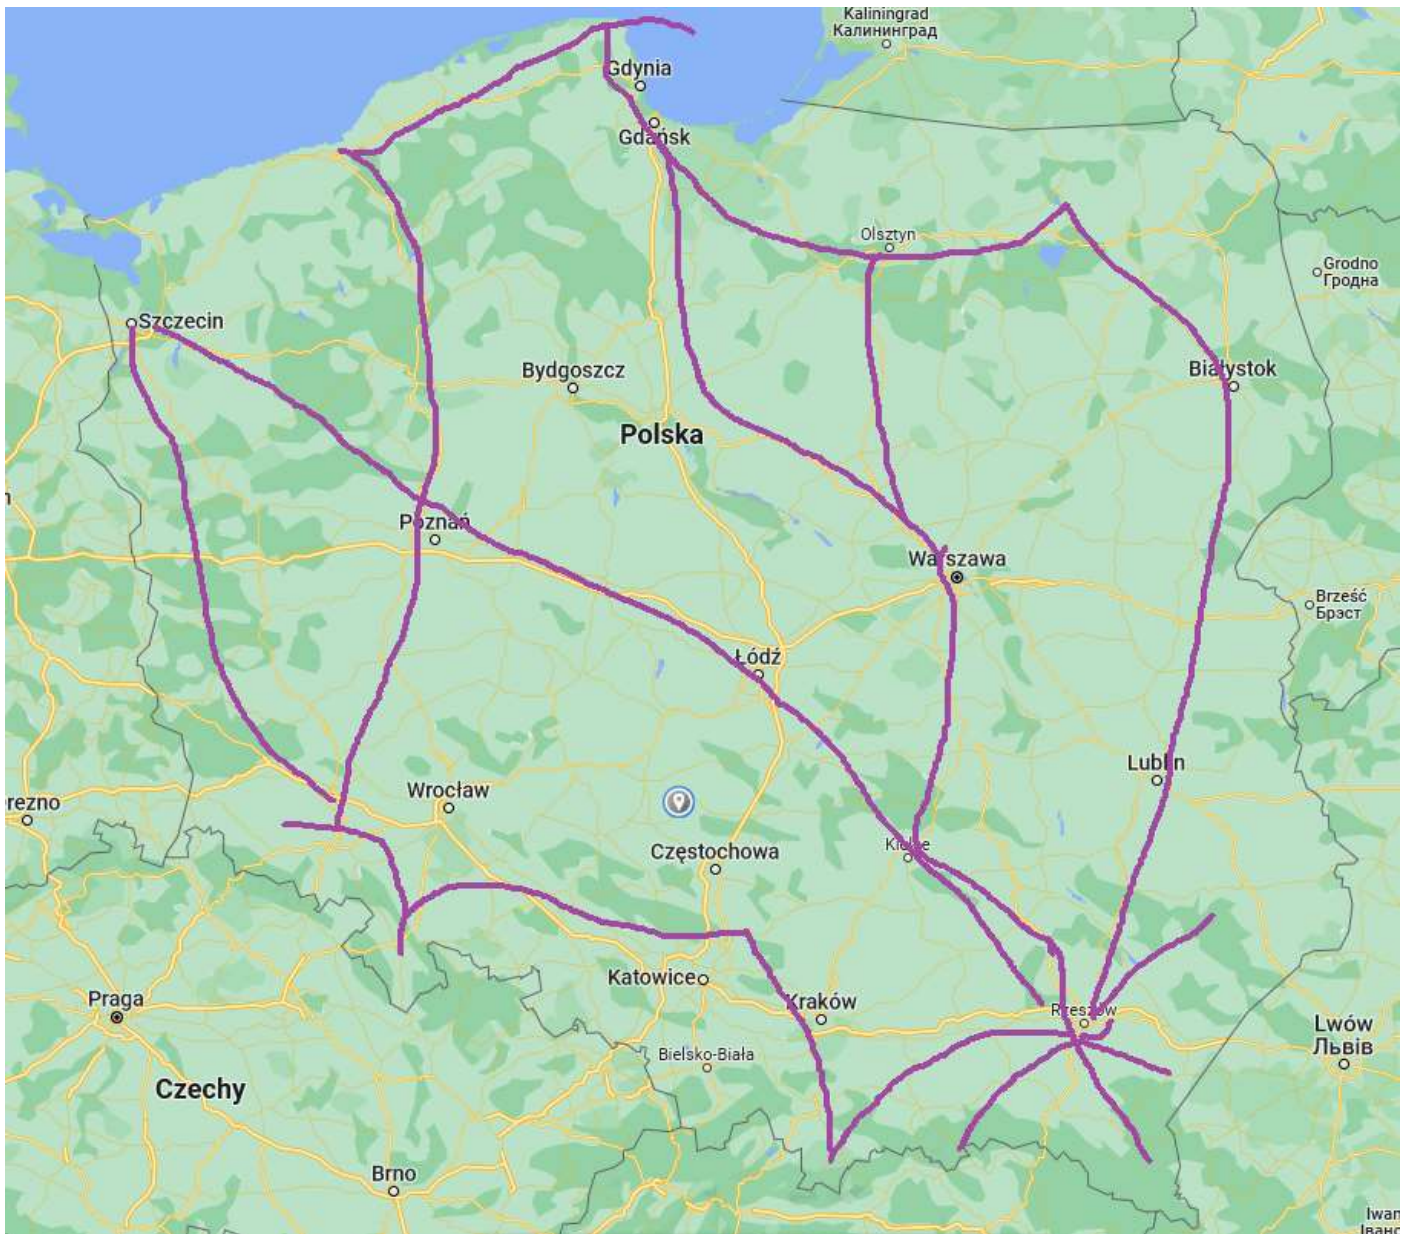 Kaliningrad
Калининград
Gdynia
Gdańsk
Olsztyn
Grodno
Гродна
Szczecin
Białystok
Bydgoszcz
Polska
Poznań
Warszawa
Brześć
Брэст
Łódź
Lublin
Wrocław
Kielce
Częstochowa
Katowice
Praga
Kraków
Rzeszów
Lwów
Львів
Bielsko-Biała
Czechy
Brno